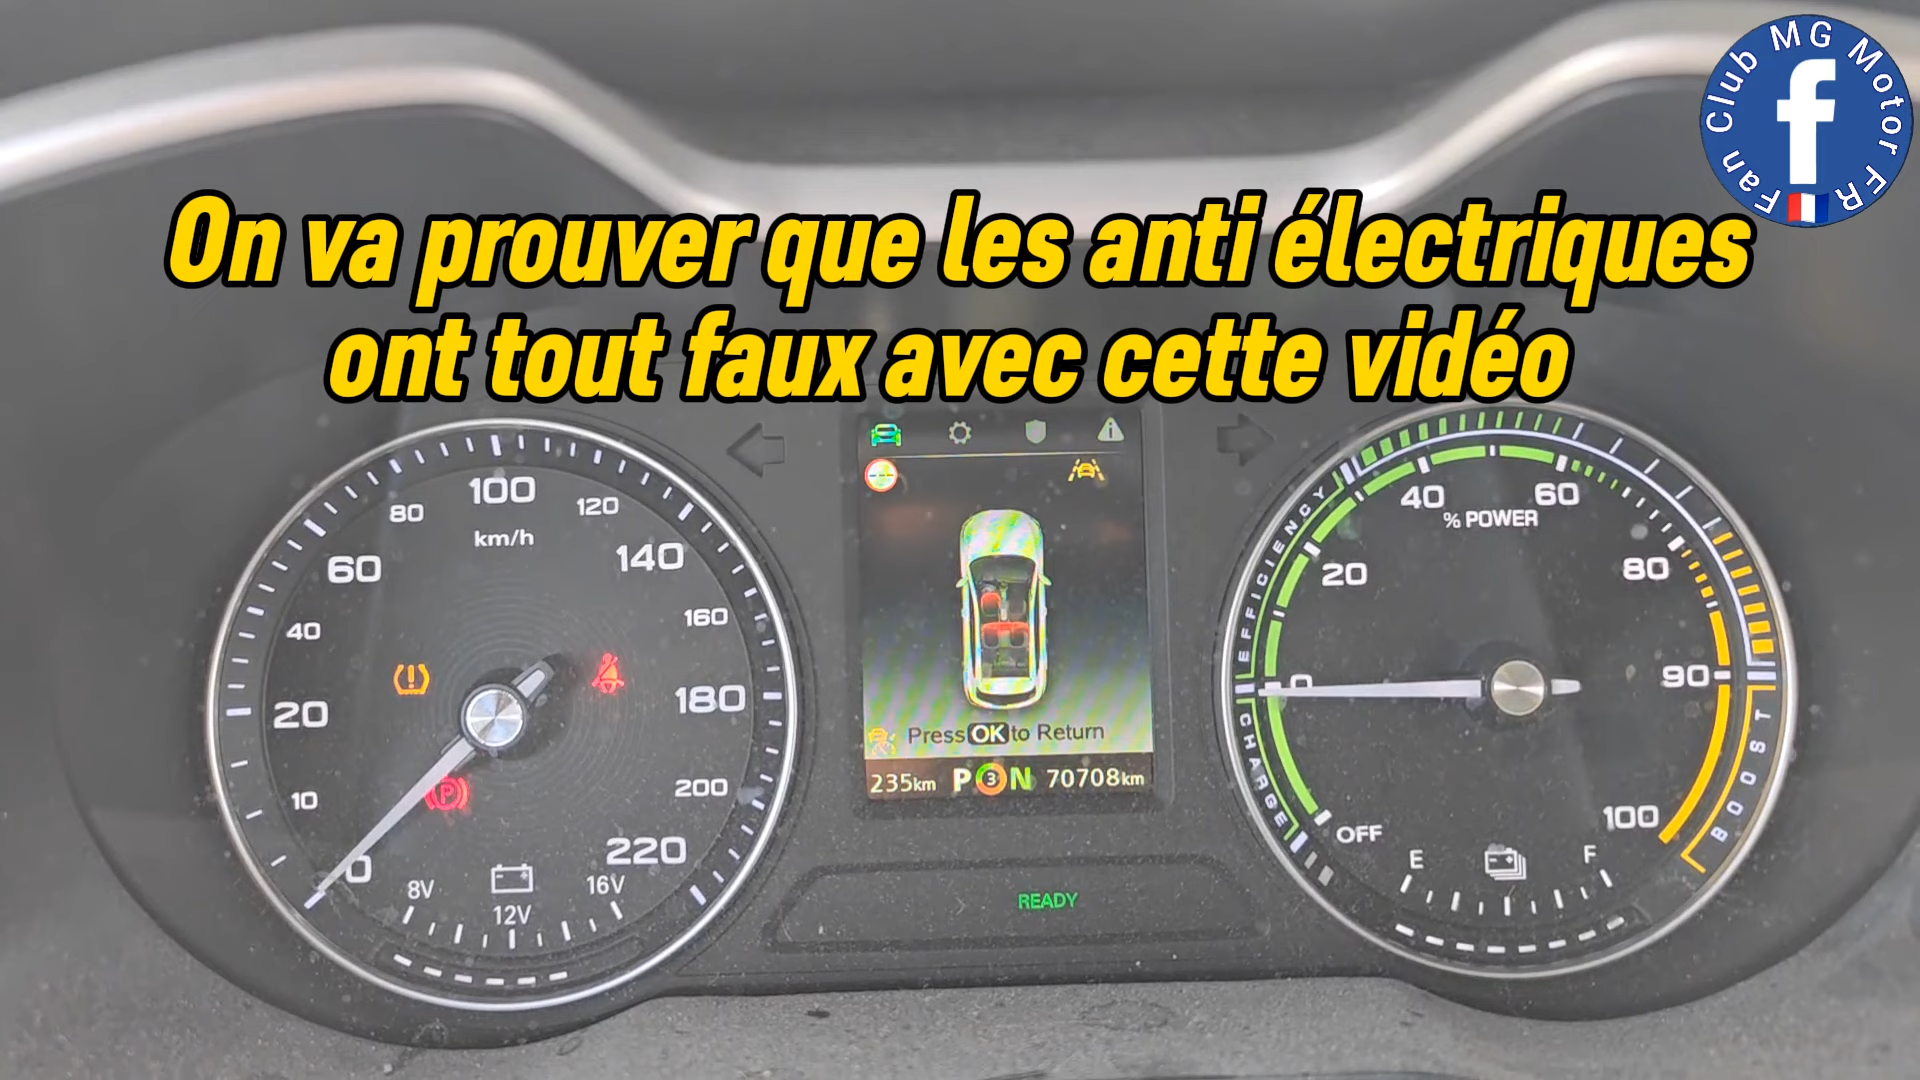 Fan Club MG Motor FR
f
On va prouver que les anti électriques
ont tout faux avec cette vidéo
0 10 20 40 60 80 100 120 140 160 180 200 220
km/h
P
8V 12V 16V
Press OK to Return
235km P 3 N 70708km
READY
EFFICIENCY
CHARGE
BOOST
OFF 0 20 40 60 80 90 100
% POWER
E F